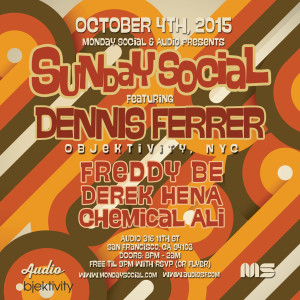 OCTOBER 4TH, 2015
MONDAY SOCIAL & AUDIO PRESENTS
SUNDAY SOCIAL
FEATURING
DENNIS FERRER
OBJEKTIVITY, NYC
FREDDY BE
DEREK HENA
CHEMICAL ALI
AUDIO 316 11TH ST
SAN FRANCISCO, CA 94103
DOORS: 8PM - 2AM
FREE TIL 9PM WITH RSVP (OR FLYER)
WWW.MONDAYSOCIAL.COM WWW.AUDIOSF.COM
Audio
bjektivity
MS